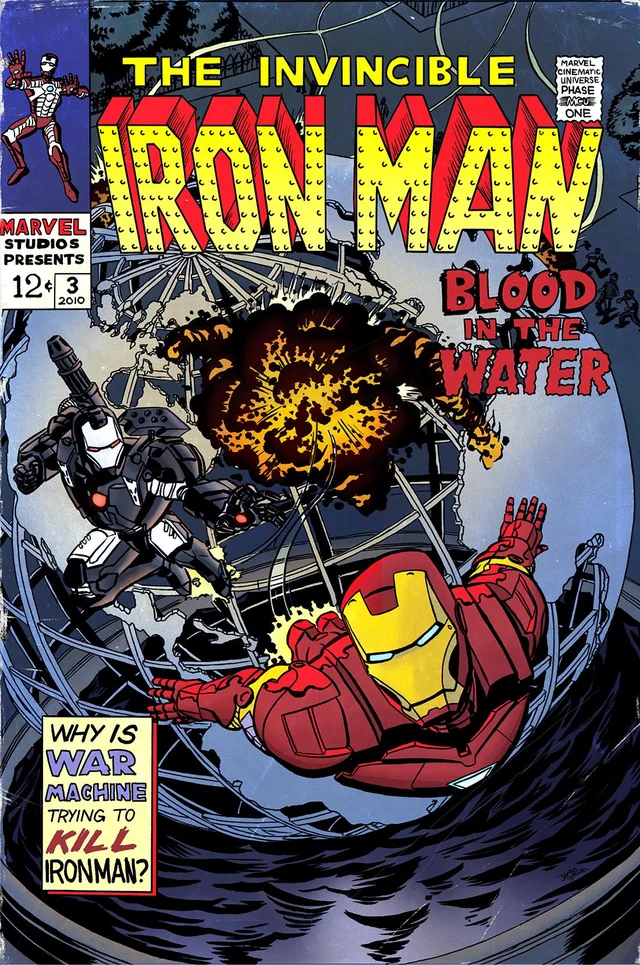 THE INVINCIBLE
IRON MAN
MARVEL
CINEMATIC
UNIVERSE
PHASE
MCU
ONE
MARVEL
STUDIOS
PRESENTS
12¢
3
2010
BLOOD
IN THE
WATER
WHY IS
WAR
MACHINE
TRYING TO
KILL
IRONMAN?